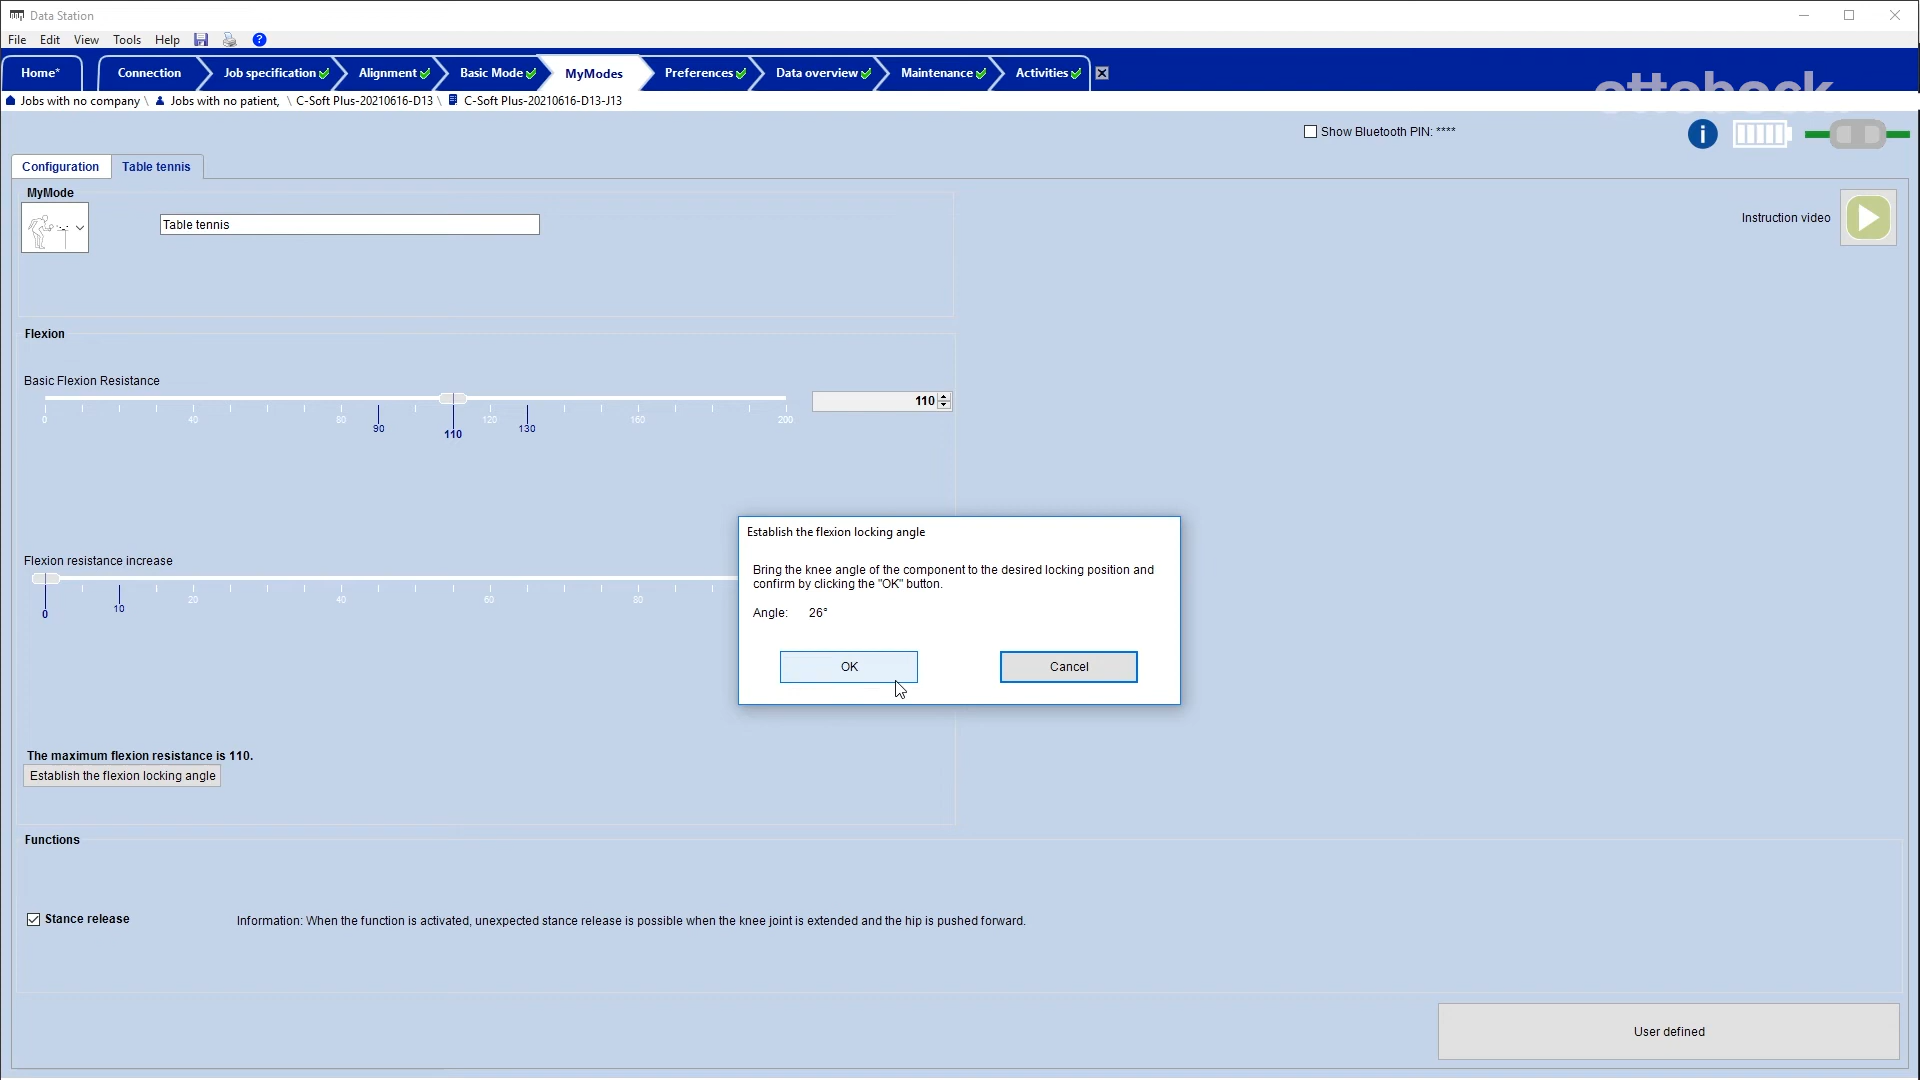 Data Station
File Edit View Tools Help ?
Home* Connection Job specification Alignment Basic Mode MyModes Preferences Data overview Maintenance Activities
ottobock
Jobs with no company \ Jobs with no patient, \ C-Soft Plus-20210616-D13 \ C-Soft Plus-20210616-D13-J13
Show Bluetooth PIN: ****
i
Configuration Table tennis
MyMode
Table tennis
Instruction video
Flexion
Basic Flexion Resistance
110
0 40 80 120 160 200
90 110 130
Establish the flexion locking angle
Flexion resistance increase
Bring the knee angle of the component to the desired locking position and
confirm by clicking the "OK" button.
0 10 20 40 60 80
Angle: 26°
OK Cancel
The maximum flexion resistance is 110.
Establish the flexion locking angle
Functions
Stance release
Information: When the function is activated, unexpected stance release is possible when the knee joint is extended and the hip is pushed forward.
User defined